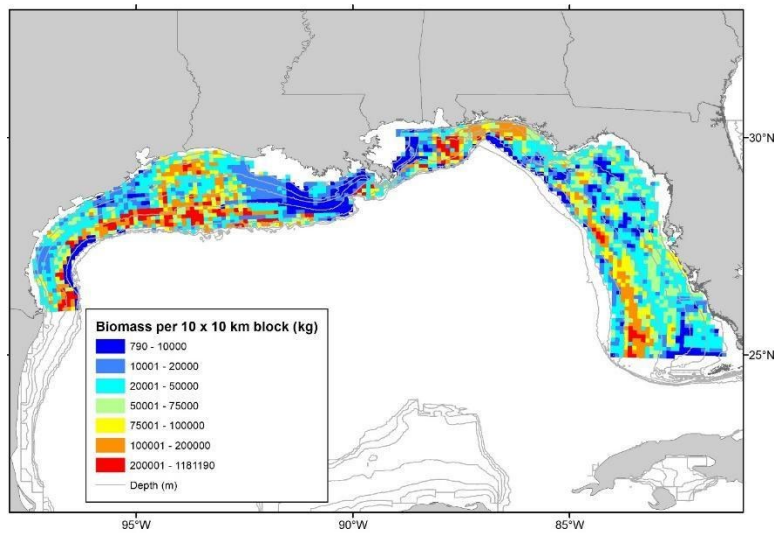 30°N
Biomass per 10 x 10 km block (kg)
790 - 10000
10001 - 20000
20001 - 50000
50001 - 75000
75001 - 100000
100001 - 200000
200001 - 1181190
Depth (m)
25°N
95°W 90°W 85°W